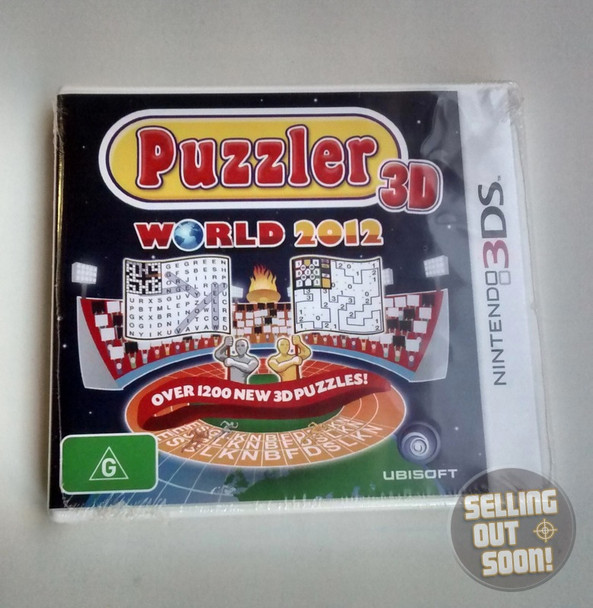 Puzzler
3D
WORLD 2012
NINTENDO 3DS
OVER 1200 NEW 3D PUZZLES!
G
UBISOFT
SELLING
OUT
SOON!